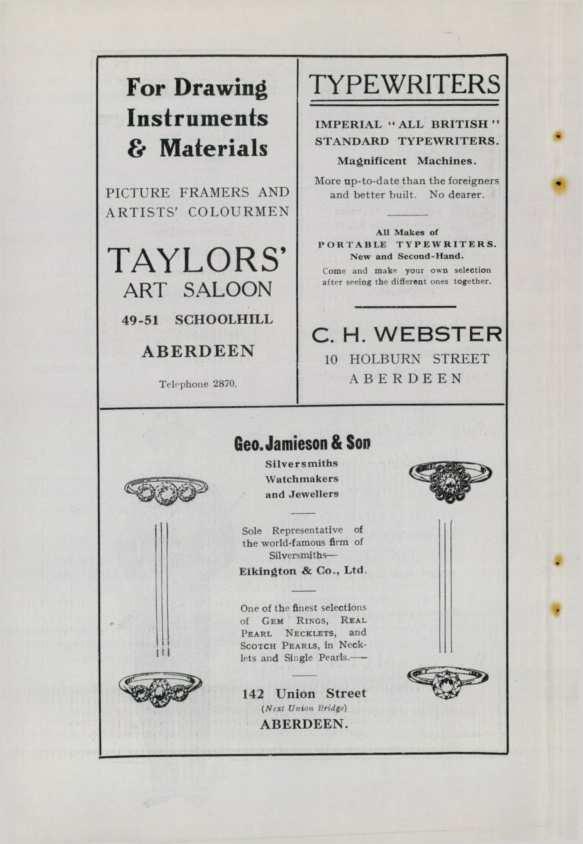 For Drawing
Instruments
& Materials
PICTURE FRAMERS AND
ARTISTS' COLOURMEN
TAYLORS'
ART SALOON
49-51 SCHOOLHILL
ABERDEEN
Telephone 2870.
TYPEWRITERS
IMPERIAL "ALL BRITISH"
STANDARD TYPEWRITERS.
Magnificent Machines.
More up-to-date than the foreigners
and better built. No dearer.
All Makes of
PORTABLE TYPEWRITERS.
New and Second-Hand.
Come and make your own selection
after seeing the different ones together.
C. H. WEBSTER
10 HOLBURN STREET
ABERDEEN
Geo. Jamieson & Son
Silversmiths
Watchmakers
and Jewellers
Sole Representative of
the world-famous firm of
Silversmiths—
Elkington & Co., Ltd.
One of the finest selections
of GEM RINGS, REAL
PEARL NECKLETS, and
SCOTCH PEARLS, in Neck-
lets and Single Pearls.——
142 Union Street
(Next Union Bridge)
ABERDEEN.